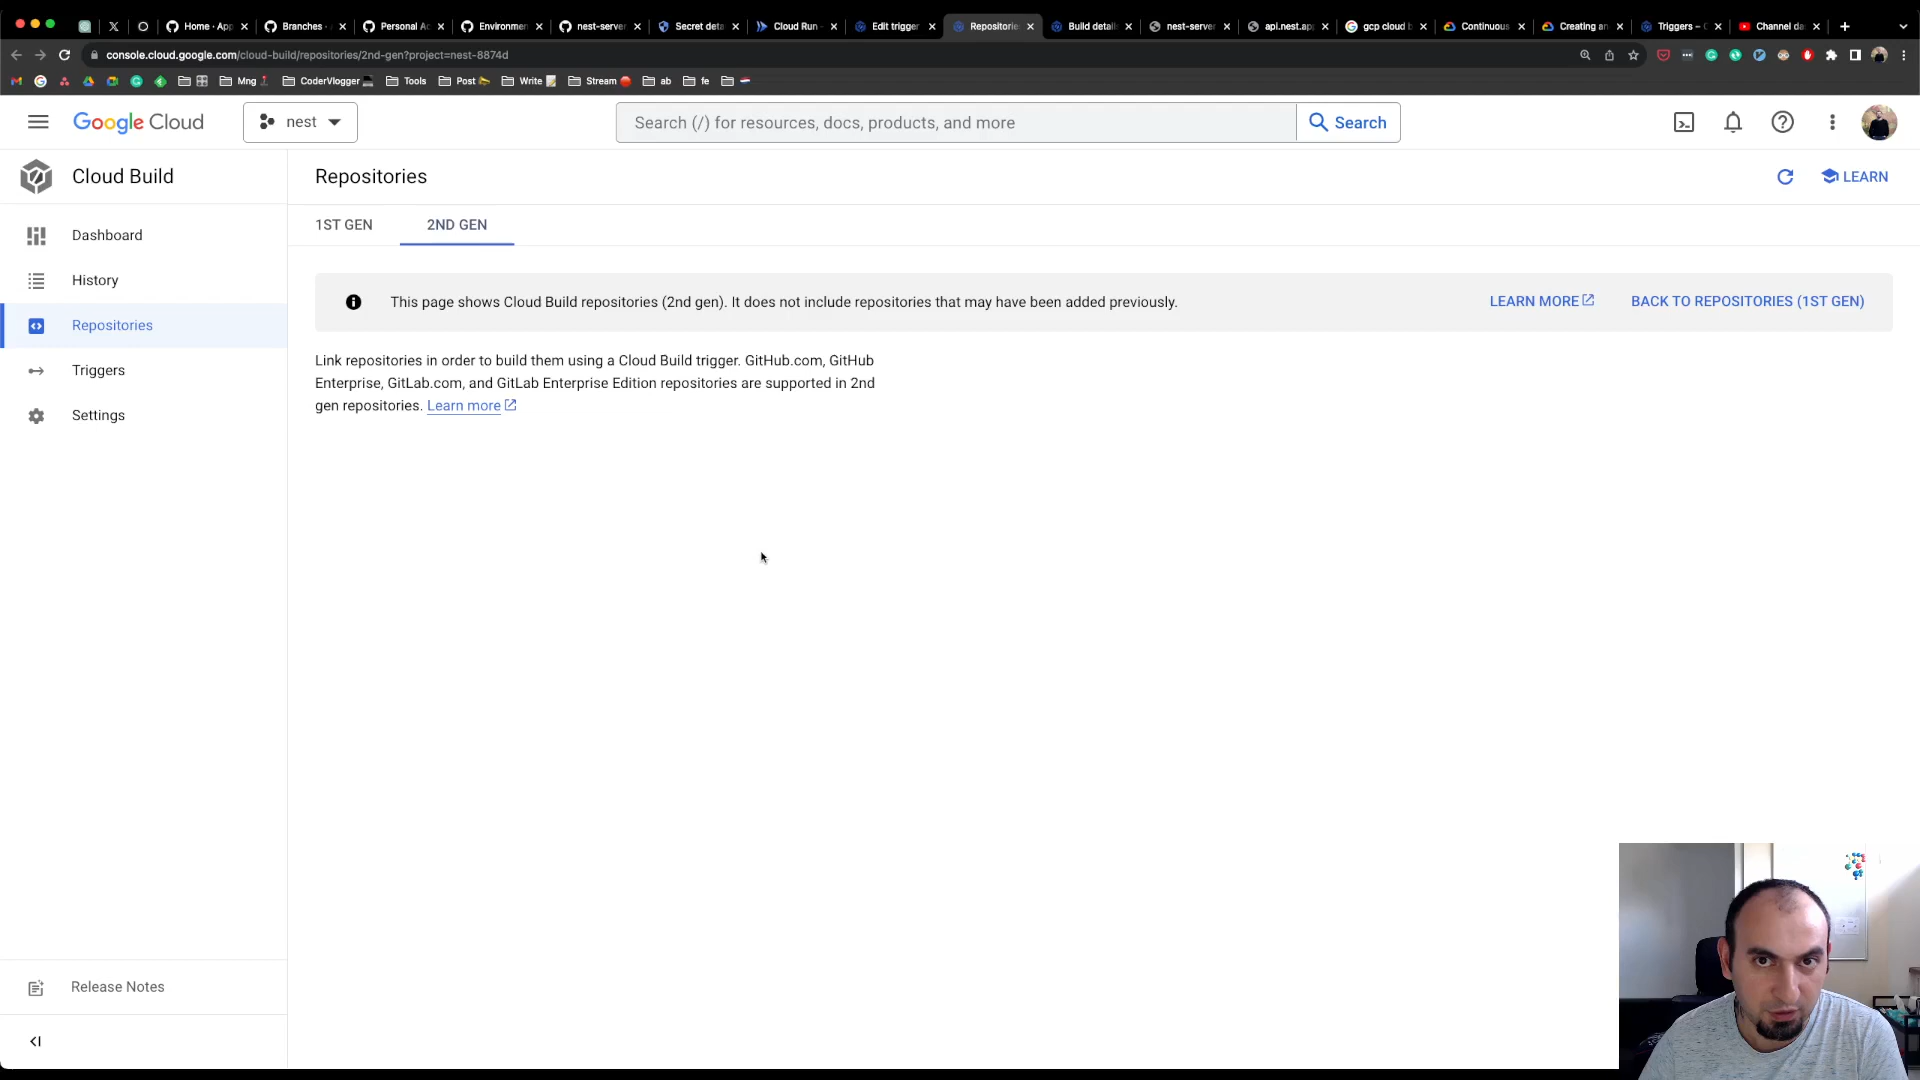 Home · App
Branches ·
Personal Ac
Environmen
nest-server
Secret deta
Cloud Run -
Edit trigger
Repositorie
Build detail
nest-server
api.nest.app
gcp cloud b
Continuous
Creating an
Triggers – C
Channel da
console.cloud.google.com/cloud-build/repositories/2nd-gen?project=nest-8874d
Mng
CoderVlogger
Tools
Post
Write
Stream
ab
fe
Google Cloud
nest
Search (/) for resources, docs, products, and more
Search
Cloud Build
Repositories
LEARN
Dashboard
History
Repositories
Triggers
Settings
1ST GEN
2ND GEN
This page shows Cloud Build repositories (2nd gen). It does not include repositories that may have been added previously.
LEARN MORE
BACK TO REPOSITORIES (1ST GEN)
Link repositories in order to build them using a Cloud Build trigger. GitHub.com, GitHub
Enterprise, GitLab.com, and GitLab Enterprise Edition repositories are supported in 2nd
gen repositories. Learn more
Release Notes